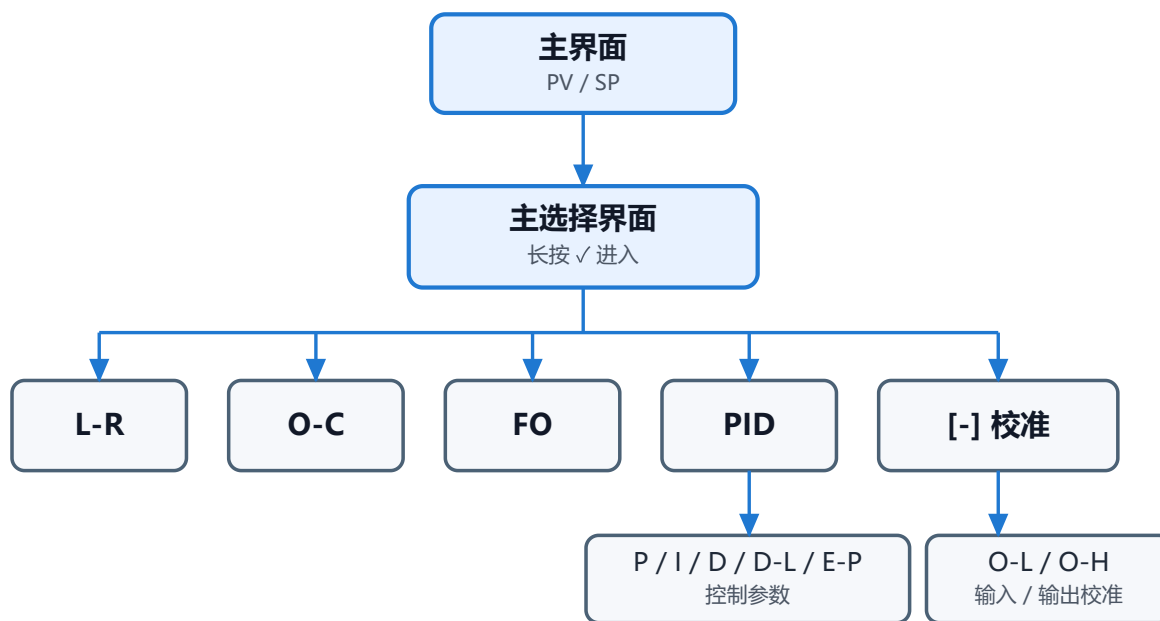 主界面
PV / SP
主选择界面
长按 ✓ 进入
L-R
O-C
FO
PID
[-] 校准
P / I / D / D-L / E-P
控制参数
O-L / O-H
输入 / 输出校准